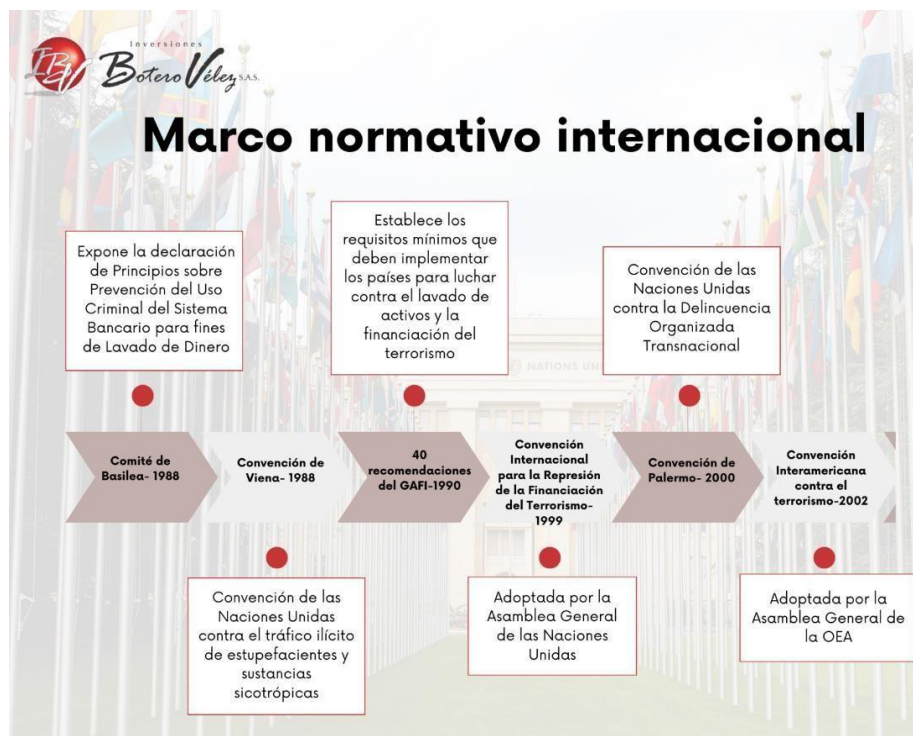 Inversiones
IBV
Botero Vélez S.A.S.
Marco normativo internacional
Expone la declaración
de Principios sobre
Prevención del Uso
Criminal del Sistema
Bancario para fines
de Lavado de Dinero
Establece los
requisitos mínimos que
deben implementar
los países para luchar
contra el lavado de
activos y la
financiación del
terrorismo
Convención de las
Naciones Unidas
contra la Delincuencia
Organizada
Transnacional
NATIONS UNI
Comité de
Basilea- 1988
Convención de
Viena- 1988
40
recomendaciones
del GAFI-1990
Convención
Internacional
para la Represión
de la Financiación
del Terrorismo-
1999
Convención de
Palermo- 2000
Convención
Interamericana
contra el
terrorismo-2002
Convención de las
Naciones Unidas
contra el tráfico ilícito
de estupefacientes y
sustancias
sicotrópicas
Adoptada por la
Asamblea General
de las Naciones
Unidas
Adoptada por la
Asamblea General de
la OEA